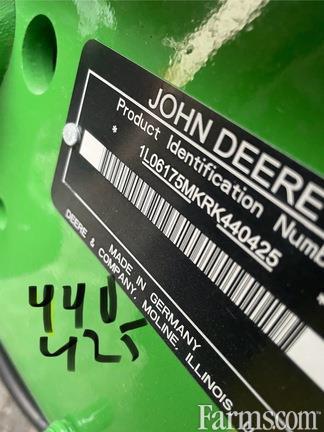 JOHN DEERE
Product Identification Numb
* 1L06175MKRK440425 *
MADE IN GERMANY
DEERE & COMPANY, MOLINE, ILLINOIS
440
425
Farms.com®